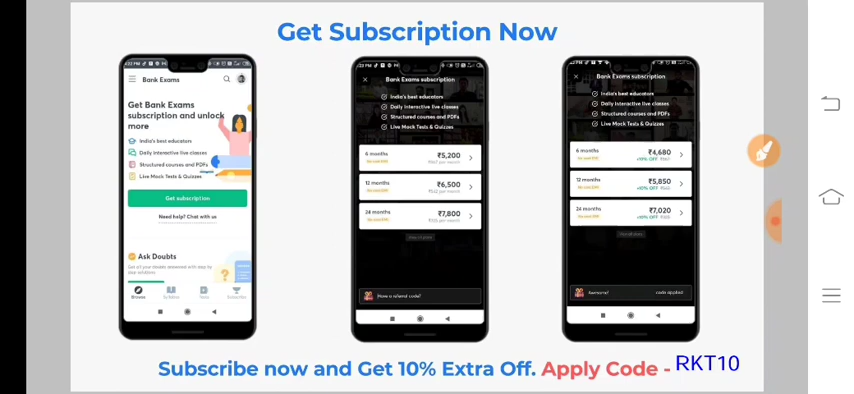 Get Subscription Now
Bank Exams
Get Bank Exams
subscription and unlock
more
India's best educators
Daily interactive live classes
Structured courses and PDFs
Live Mock Tests & Quizzes
Get subscription
Need help? Chat with us
Ask Doubts
Bank Exams subscription
India's best educators
Daily interactive live classes
Structured courses and PDFs
Live Mock Tests & Quizzes
6 months ₹5,200
12 months ₹6,500
24 months ₹7,800
Have a referral code?
Bank Exams subscription
India's best educators
Daily interactive live classes
Structured courses and PDFs
Live Mock Tests & Quizzes
6 months ₹4,680
12 months ₹5,850
24 months ₹7,020
Awesome! code applied
Subscribe now and Get 10% Extra Off. Apply Code - RKT10